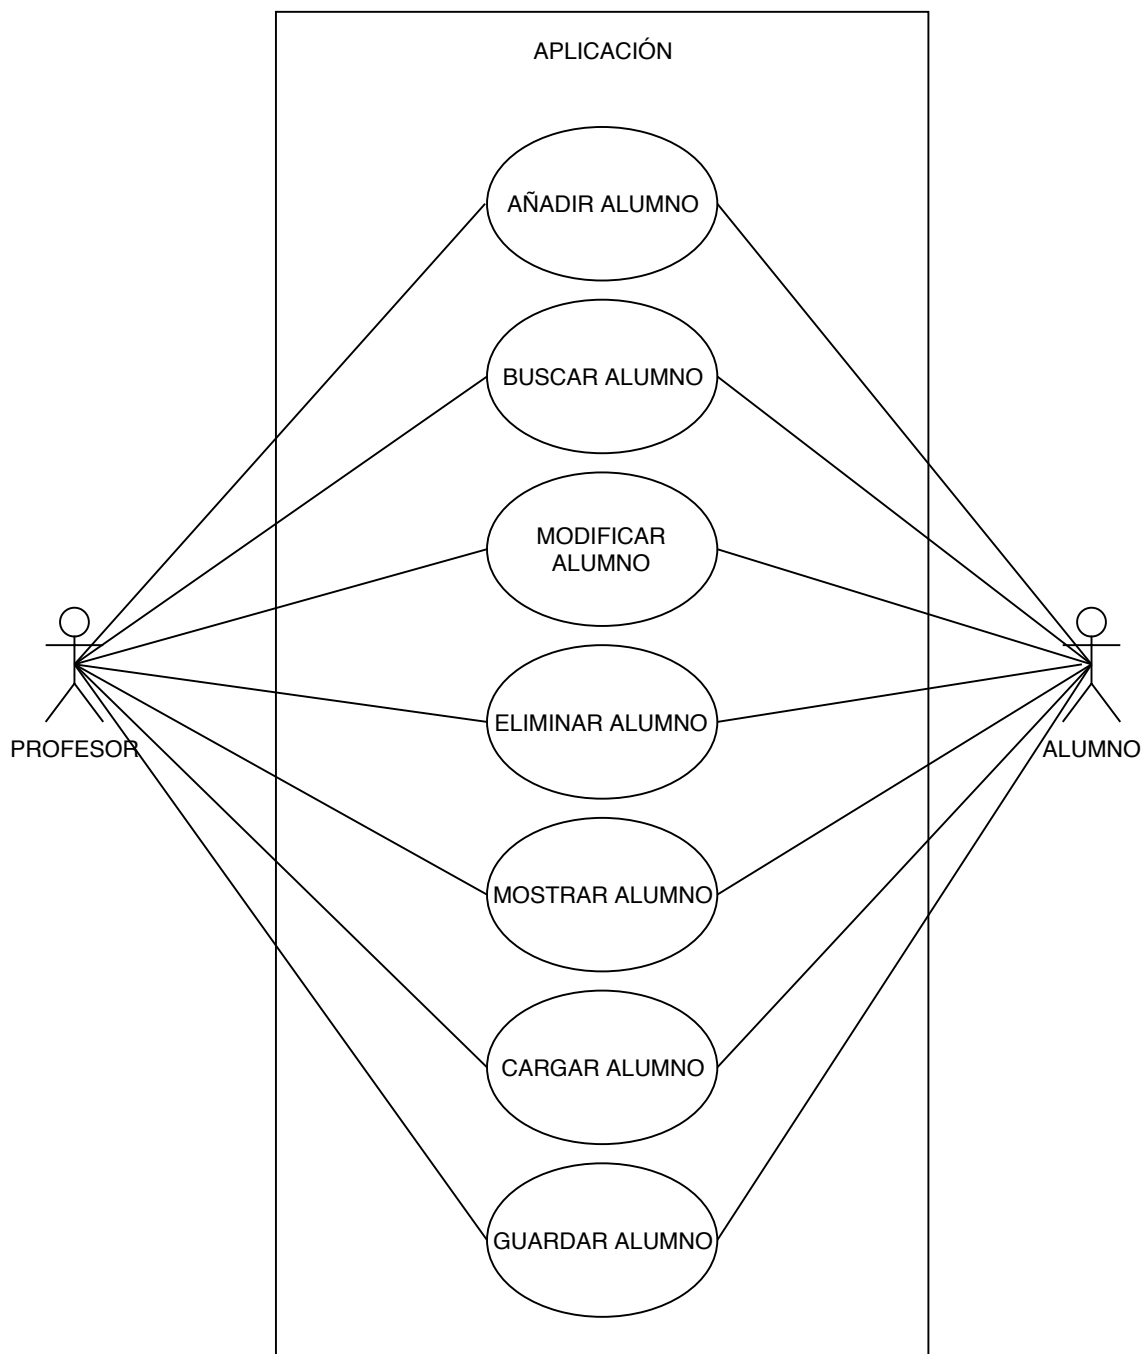 APLICACIÓN
AÑADIR ALUMNO
BUSCAR ALUMNO
MODIFICAR
ALUMNO
ELIMINAR ALUMNO
PROFESOR
ALUMNO
MOSTRAR ALUMNO
CARGAR ALUMNO
GUARDAR ALUMNO